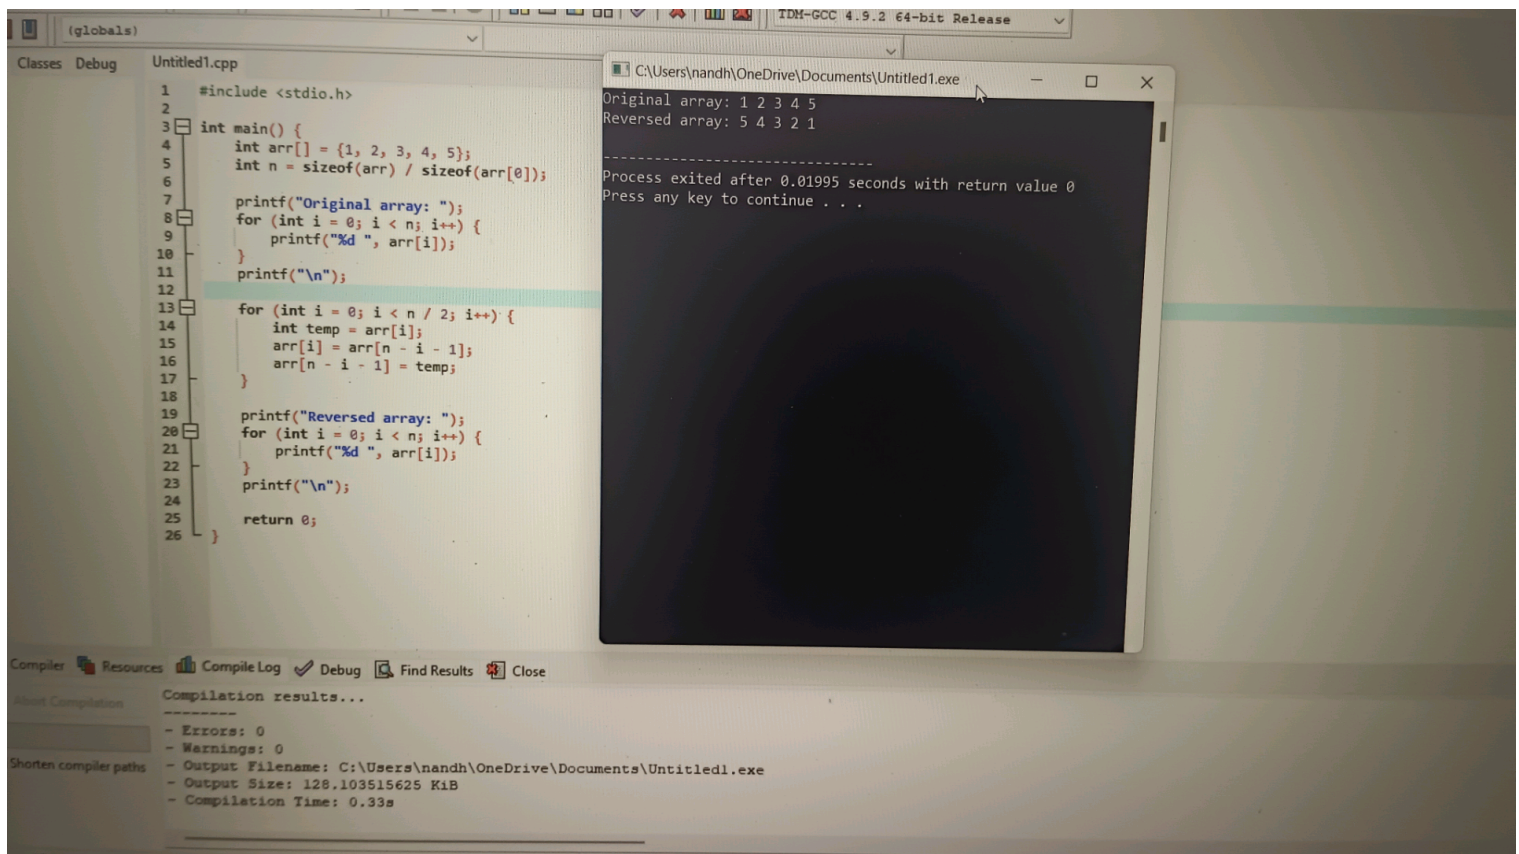 TDM-GCC 4.9.2 64-bit Release
(globals)
Classes Debug
Untitled1.cpp
1 #include <stdio.h>
2
3 int main() {
4 int arr[] = {1, 2, 3, 4, 5};
5 int n = sizeof(arr) / sizeof(arr[0]);
6
7 printf("Original array: ");
8 for (int i = 0; i < n; i++) {
9 printf("%d ", arr[i]);
10 }
11 printf("\n");
12
13 for (int i = 0; i < n / 2; i++) {
14 int temp = arr[i];
15 arr[i] = arr[n - i - 1];
16 arr[n - i - 1] = temp;
17 }
18
19 printf("Reversed array: ");
20 for (int i = 0; i < n; i++) {
21 printf("%d ", arr[i]);
22 }
23 printf("\n");
24
25 return 0;
26 }
C:\Users\nandh\OneDrive\Documents\Untitled1.exe
Original array: 1 2 3 4 5
Reversed array: 5 4 3 2 1
--------------------------------
Process exited after 0.01995 seconds with return value 0
Press any key to continue . . .
Compiler Resources Compile Log Debug Find Results Close
Abort Compilation
Shorten compiler paths
Compilation results...
--------
- Errors: 0
- Warnings: 0
- Output Filename: C:\Users\nandh\OneDrive\Documents\Untitled1.exe
- Output Size: 128.103515625 KiB
- Compilation Time: 0.33s